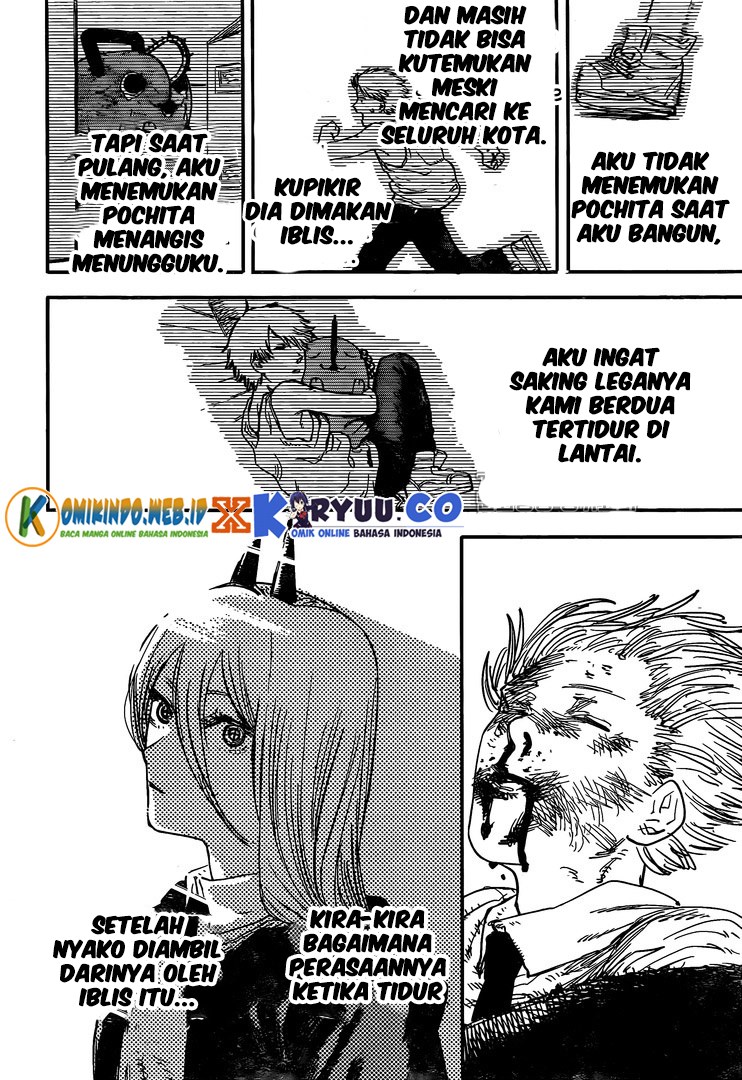 AKU TIDAK
MENEMUKAN
POCHITA SAAT
AKU BANGUN,
DAN MASIH
TIDAK BISA
KUTEMUKAN
MESKI
MENCARI KE
SELURUH KOTA.
KUPIKIR
DIA DIMAKAN
IBLIS...
TAPI SAAT
PULANG, AKU
MENEMUKAN
POCHITA
MENANGIS
MENUNGGUKU.
AKU INGAT
SAKING LEGANYA
KAMI BERDUA
TERTIDUR DI
LANTAI.
KOMIKINDO.WEB.ID X KIRYUU.CO
BACA MANGA ONLINE BAHASA INDONESIA
OMIK ONLINE BAHASA INDONESIA
KIRA-KIRA
BAGAIMANA
PERASAANNYA
KETIKA TIDUR
SETELAH
NYAKO DIAMBIL
DARINYA OLEH
IBLIS ITU...